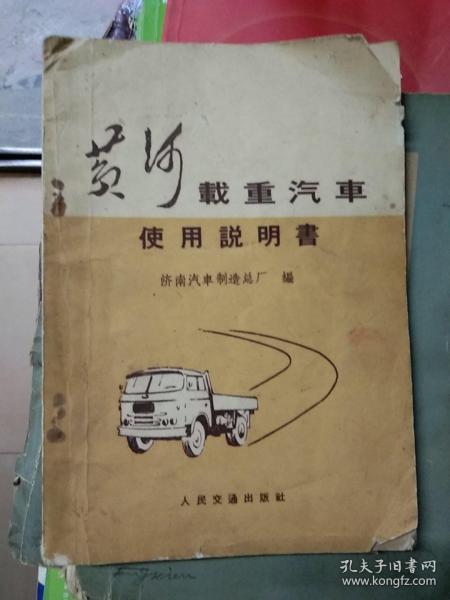 黄河 載重汽車
使用説明書
济南汽車制造总厂 編
人民交通出版社
孔夫子旧书网
www.kongfz.com